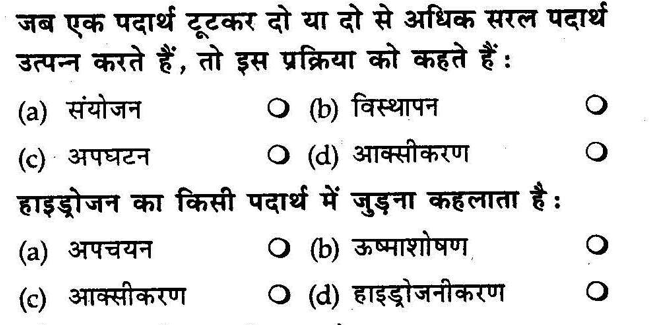 जब एक पदार्थ टूटकर दो या दो से अधिक सरल पदार्थ
उत्पन्न करते हैं, तो इस प्रक्रिया को कहते हैं :
(a) संयोजन O (b) विस्थापन O
(c) अपघटन O (d) आक्सीकरण O
हाइड्रोजन का किसी पदार्थ में जुड़ना कहलाता है :
(a) अपचयन O (b) ऊष्माशोषण O
(c) आक्सीकरण O (d) हाइड्रोजनीकरण O